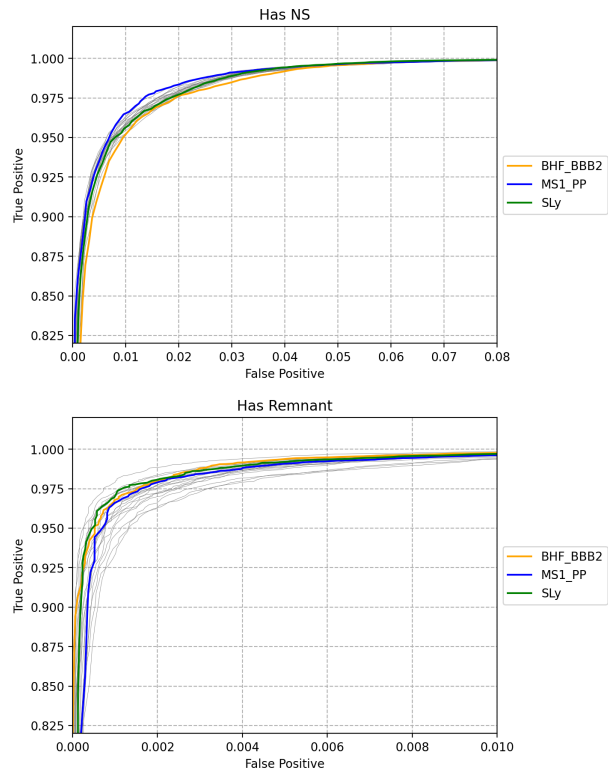 Has NS
1.000
0.975
0.950
0.925
0.900
0.875
0.850
0.825
True Positive
0.00 0.01 0.02 0.03 0.04 0.05 0.06 0.07 0.08
False Positive
BHF_BBB2
MS1_PP
SLy
Has Remnant
1.000
0.975
0.950
0.925
0.900
0.875
0.850
0.825
True Positive
0.000 0.002 0.004 0.006 0.008 0.010
False Positive
BHF_BBB2
MS1_PP
SLy